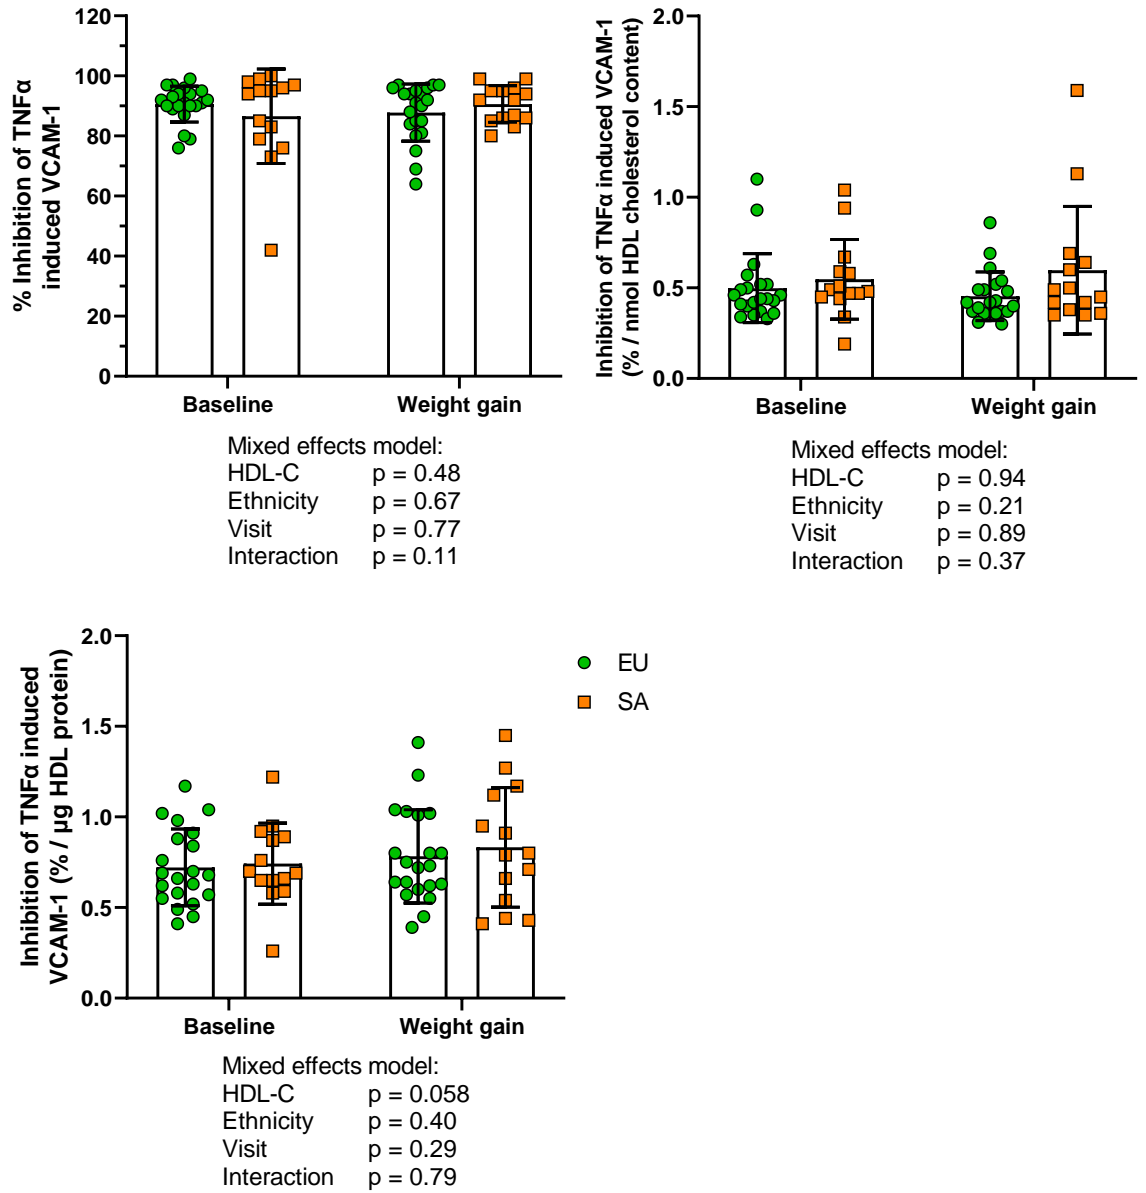 % Inhibition of TNFα
induced VCAM-1
120
100
80
60
40
20
0
Baseline
Weight gain
Mixed effects model:
HDL-C p = 0.48
Ethnicity p = 0.67
Visit p = 0.77
Interaction p = 0.11
Inhibition of TNFα induced VCAM-1
(% / nmol HDL cholesterol content)
2.0
1.5
1.0
0.5
0.0
Baseline
Weight gain
Mixed effects model:
HDL-C p = 0.94
Ethnicity p = 0.21
Visit p = 0.89
Interaction p = 0.37
Inhibition of TNFα induced
VCAM-1 (% / µg HDL protein)
2.0
1.5
1.0
0.5
0.0
Baseline
Weight gain
EU
SA
Mixed effects model:
HDL-C p = 0.058
Ethnicity p = 0.40
Visit p = 0.29
Interaction p = 0.79